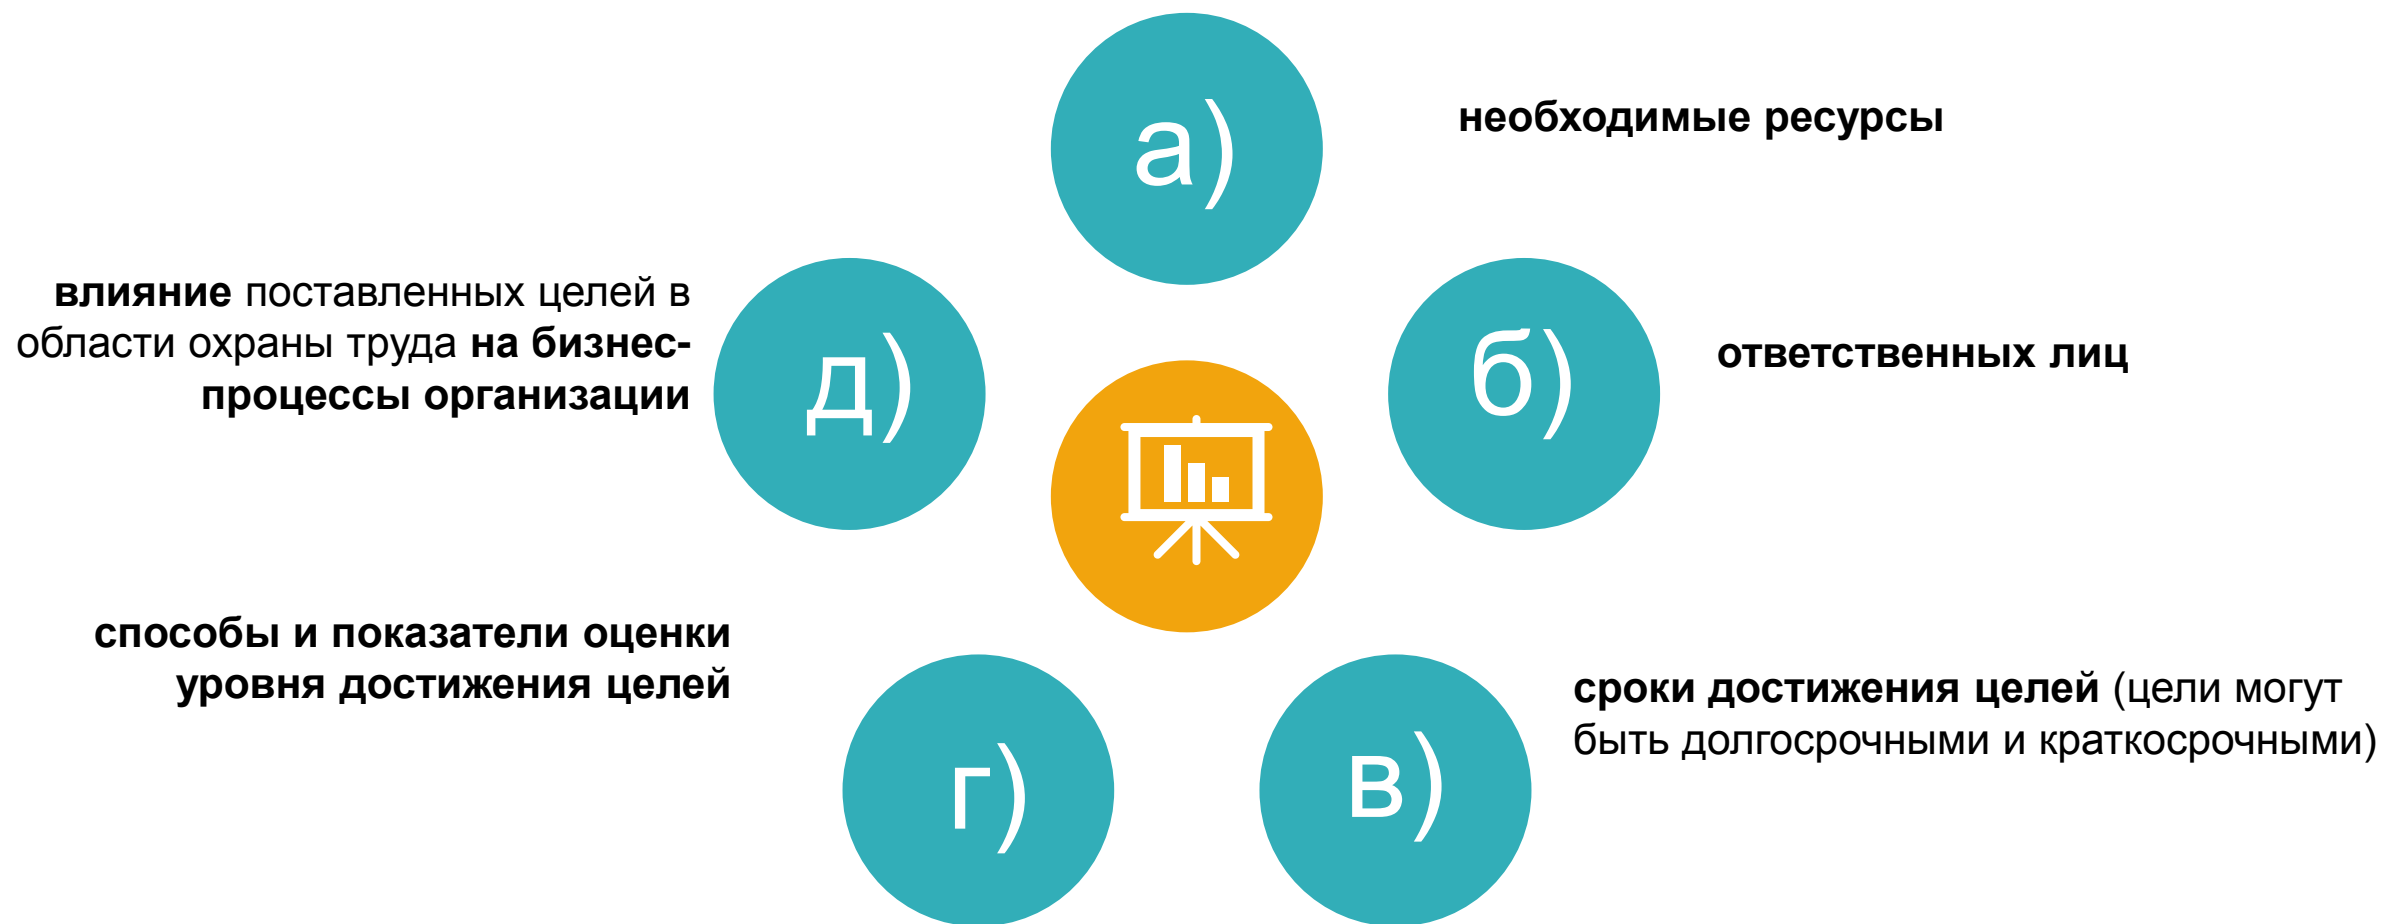 а)
необходимые ресурсы
б)
ответственных лиц
в)
сроки достижения целей (цели могут
быть долгосрочными и краткосрочными)
г)
способы и показатели оценки
уровня достижения целей
д)
влияние поставленных целей в
области охраны труда на бизнес-
процессы организации